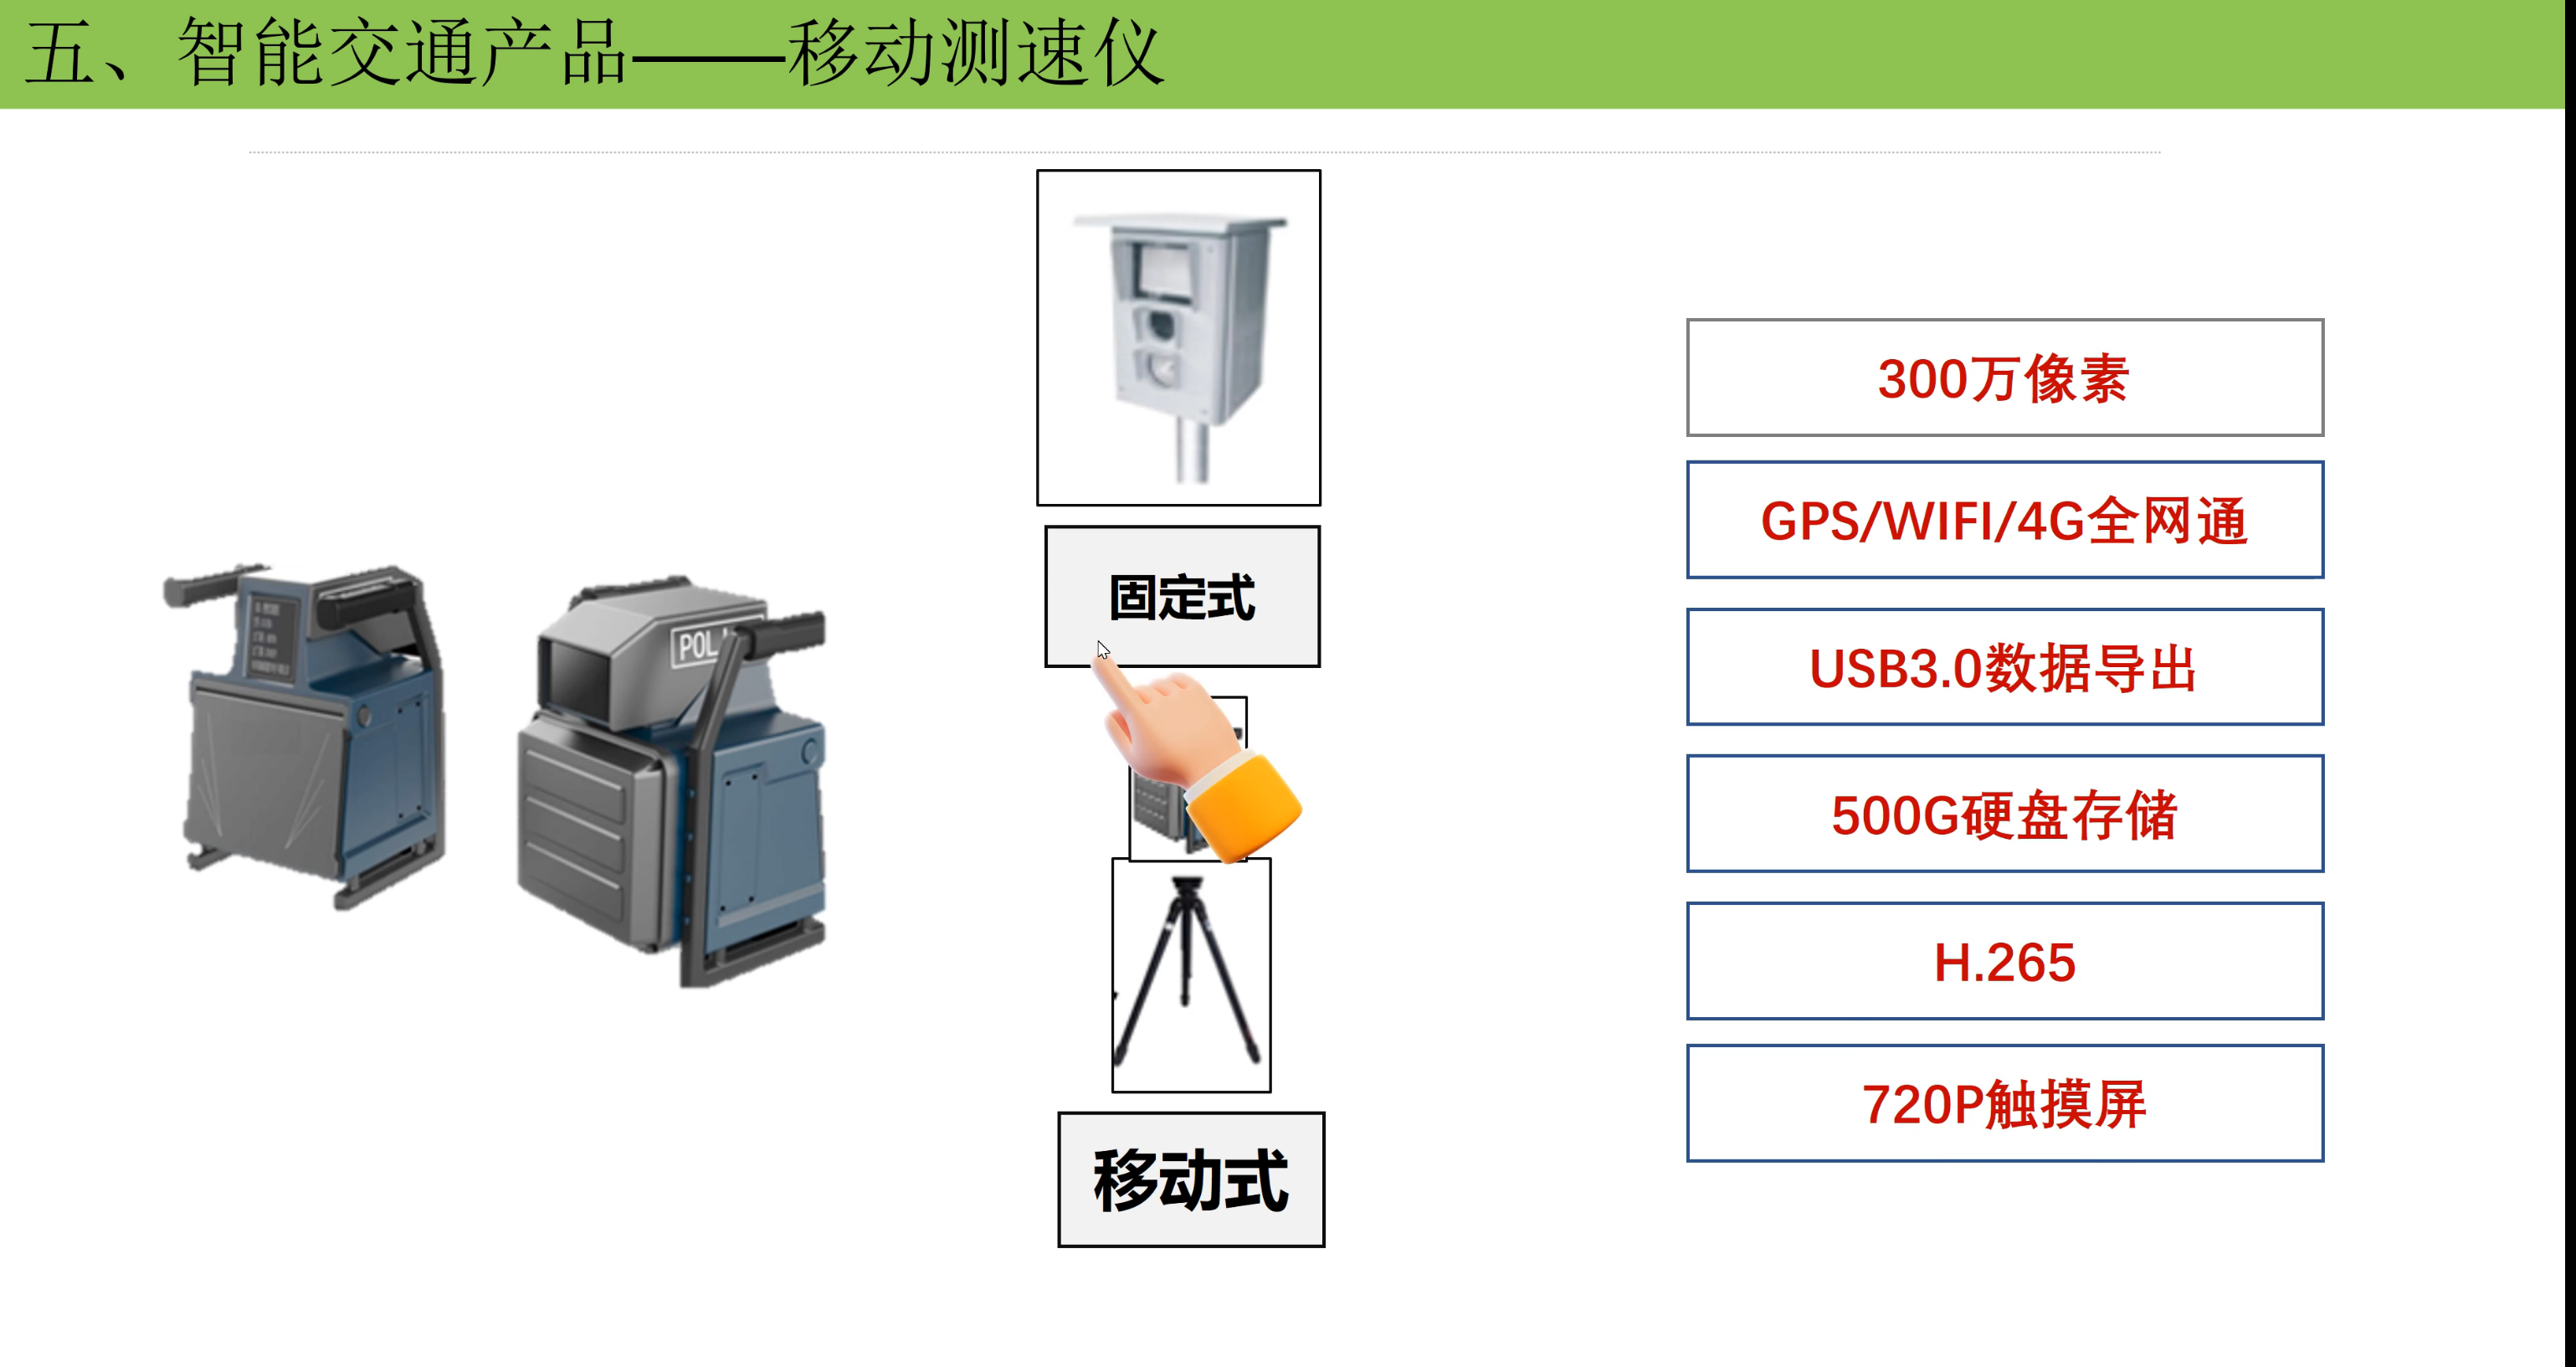 五、智能交通产品——移动测速仪
固定式
移动式
300万像素
GPS/WIFI/4G全网通
USB3.0数据导出
500G硬盘存储
H.265
720P触摸屏